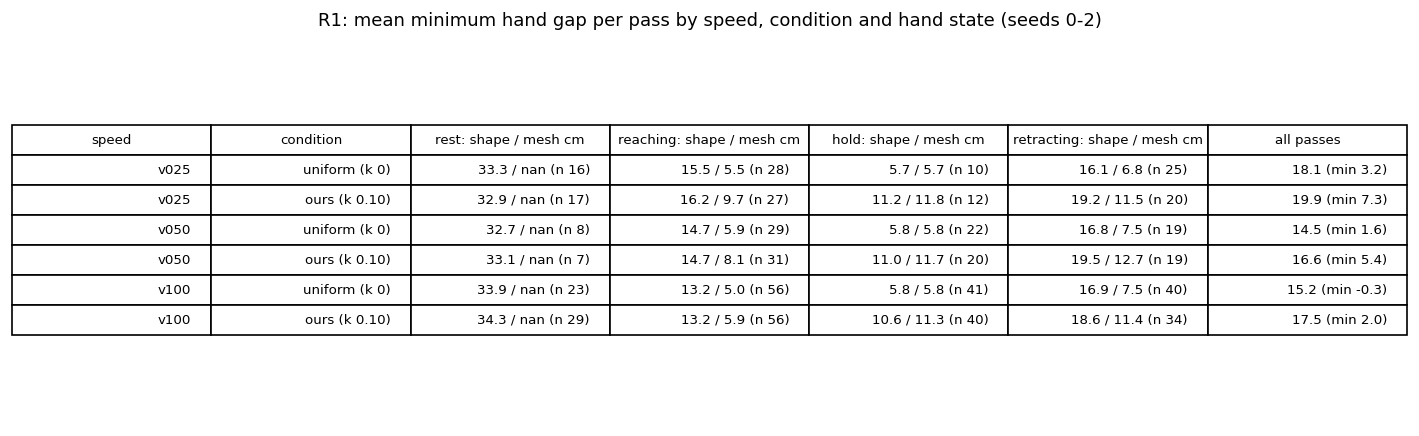 R1: mean minimum hand gap per pass by speed, condition and hand state (seeds 0-2)
speed condition rest: shape / mesh cm reaching: shape / mesh cm hold: shape / mesh cm retracting: shape / mesh cm all passes
v025 uniform (k 0) 33.3 / nan (n 16) 15.5 / 5.5 (n 28) 5.7 / 5.7 (n 10) 16.1 / 6.8 (n 25) 18.1 (min 3.2)
v025 ours (k 0.10) 32.9 / nan (n 17) 16.2 / 9.7 (n 27) 11.2 / 11.8 (n 12) 19.2 / 11.5 (n 20) 19.9 (min 7.3)
v050 uniform (k 0) 32.7 / nan (n 8) 14.7 / 5.9 (n 29) 5.8 / 5.8 (n 22) 16.8 / 7.5 (n 19) 14.5 (min 1.6)
v050 ours (k 0.10) 33.1 / nan (n 7) 14.7 / 8.1 (n 31) 11.0 / 11.7 (n 20) 19.5 / 12.7 (n 19) 16.6 (min 5.4)
v100 uniform (k 0) 33.9 / nan (n 23) 13.2 / 5.0 (n 56) 5.8 / 5.8 (n 41) 16.9 / 7.5 (n 40) 15.2 (min -0.3)
v100 ours (k 0.10) 34.3 / nan (n 29) 13.2 / 5.9 (n 56) 10.6 / 11.3 (n 40) 18.6 / 11.4 (n 34) 17.5 (min 2.0)